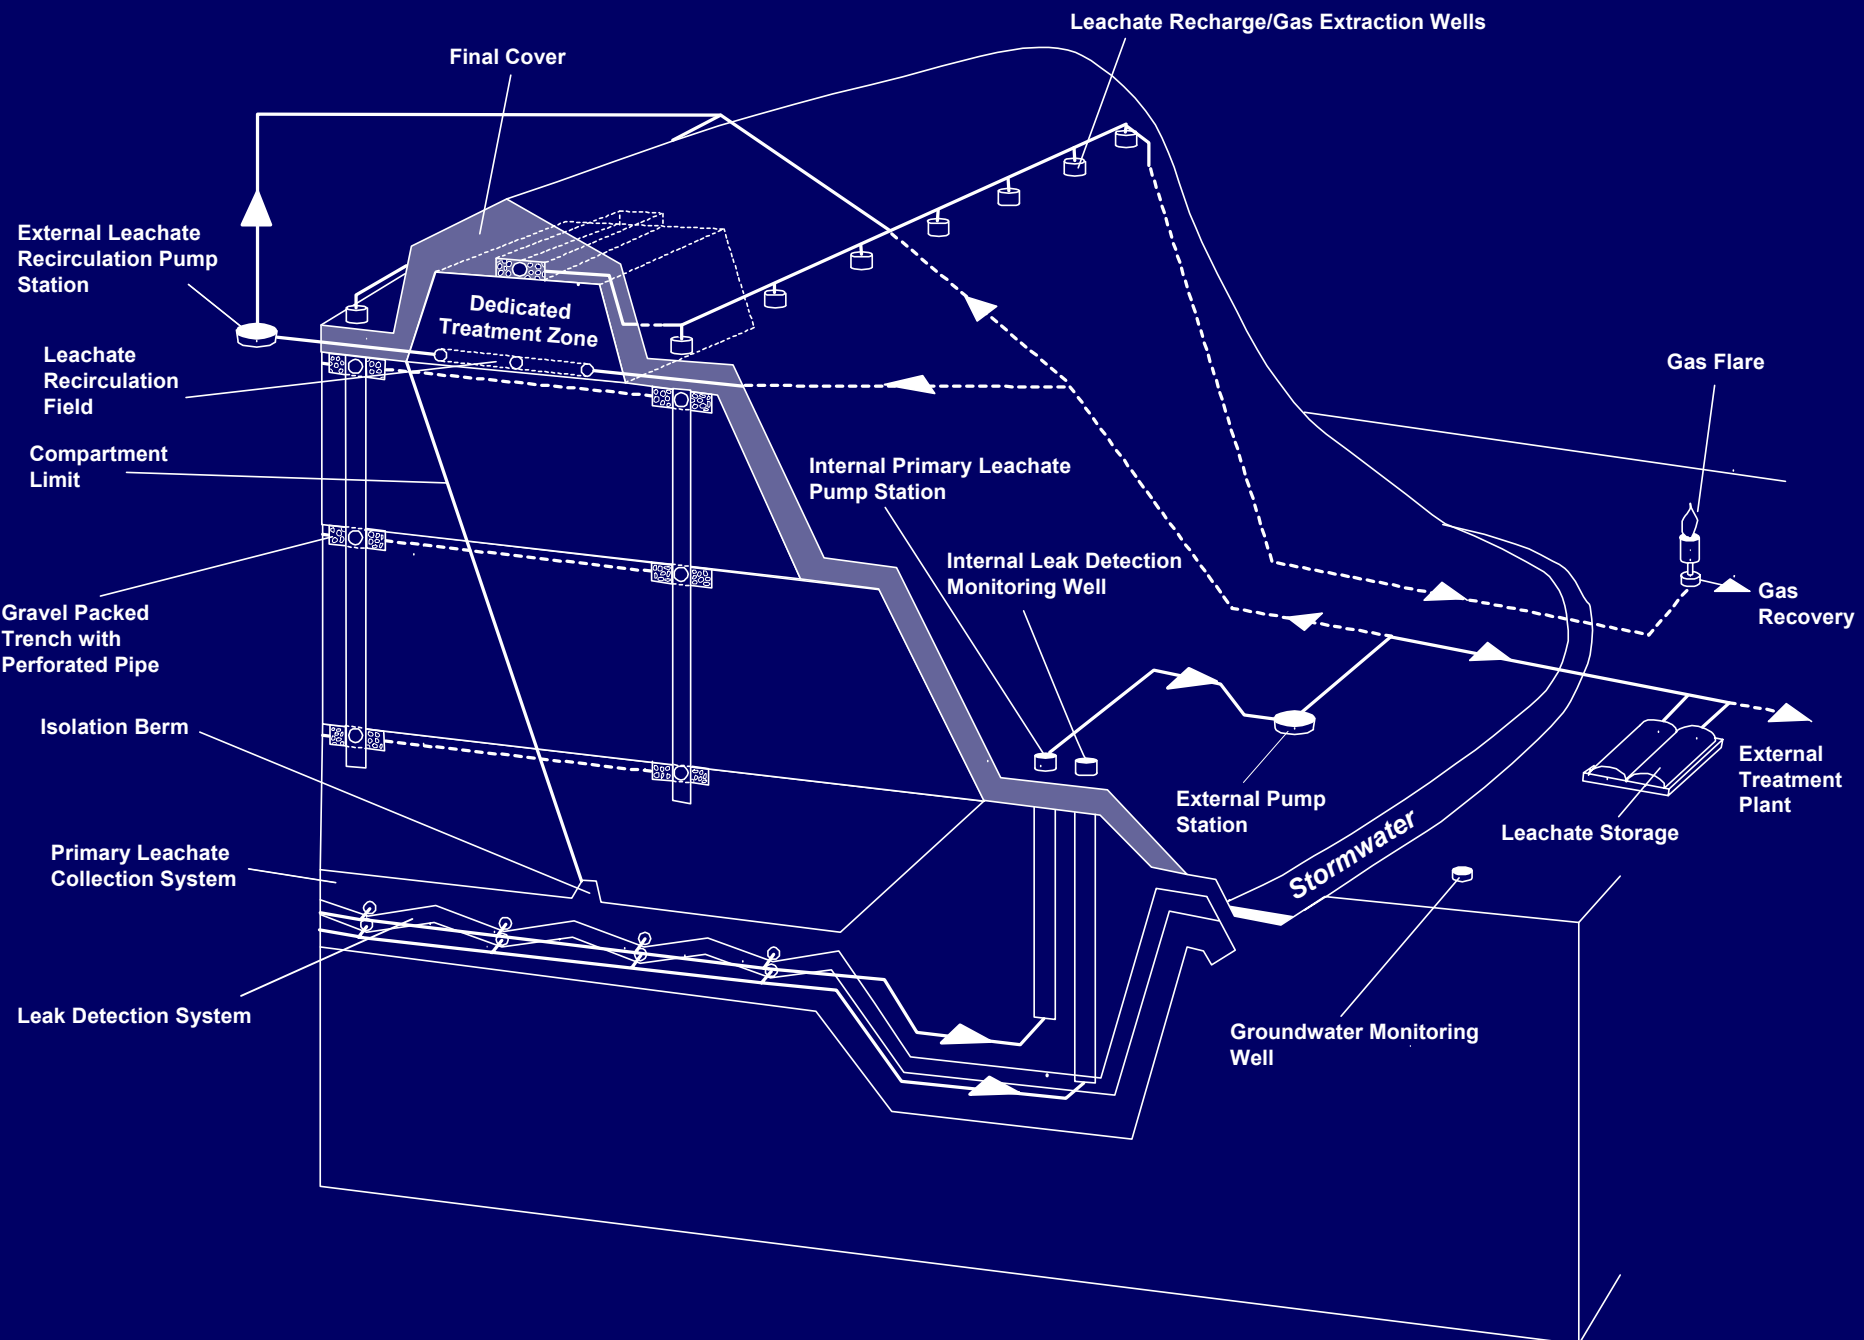 Leachate Recharge/Gas Extraction Wells
Final Cover
External Leachate
Recirculation Pump
Station
Dedicated
Treatment Zone
Leachate
Recirculation
Field
Gas Flare
Compartment
Limit
Internal Primary Leachate
Pump Station
Internal Leak Detection
Monitoring Well
Gas
Recovery
Gravel Packed
Trench with
Perforated Pipe
Isolation Berm
External Pump
Station
External
Treatment
Plant
Leachate Storage
Stormwater
Primary Leachate
Collection System
Leak Detection System
Groundwater Monitoring
Well